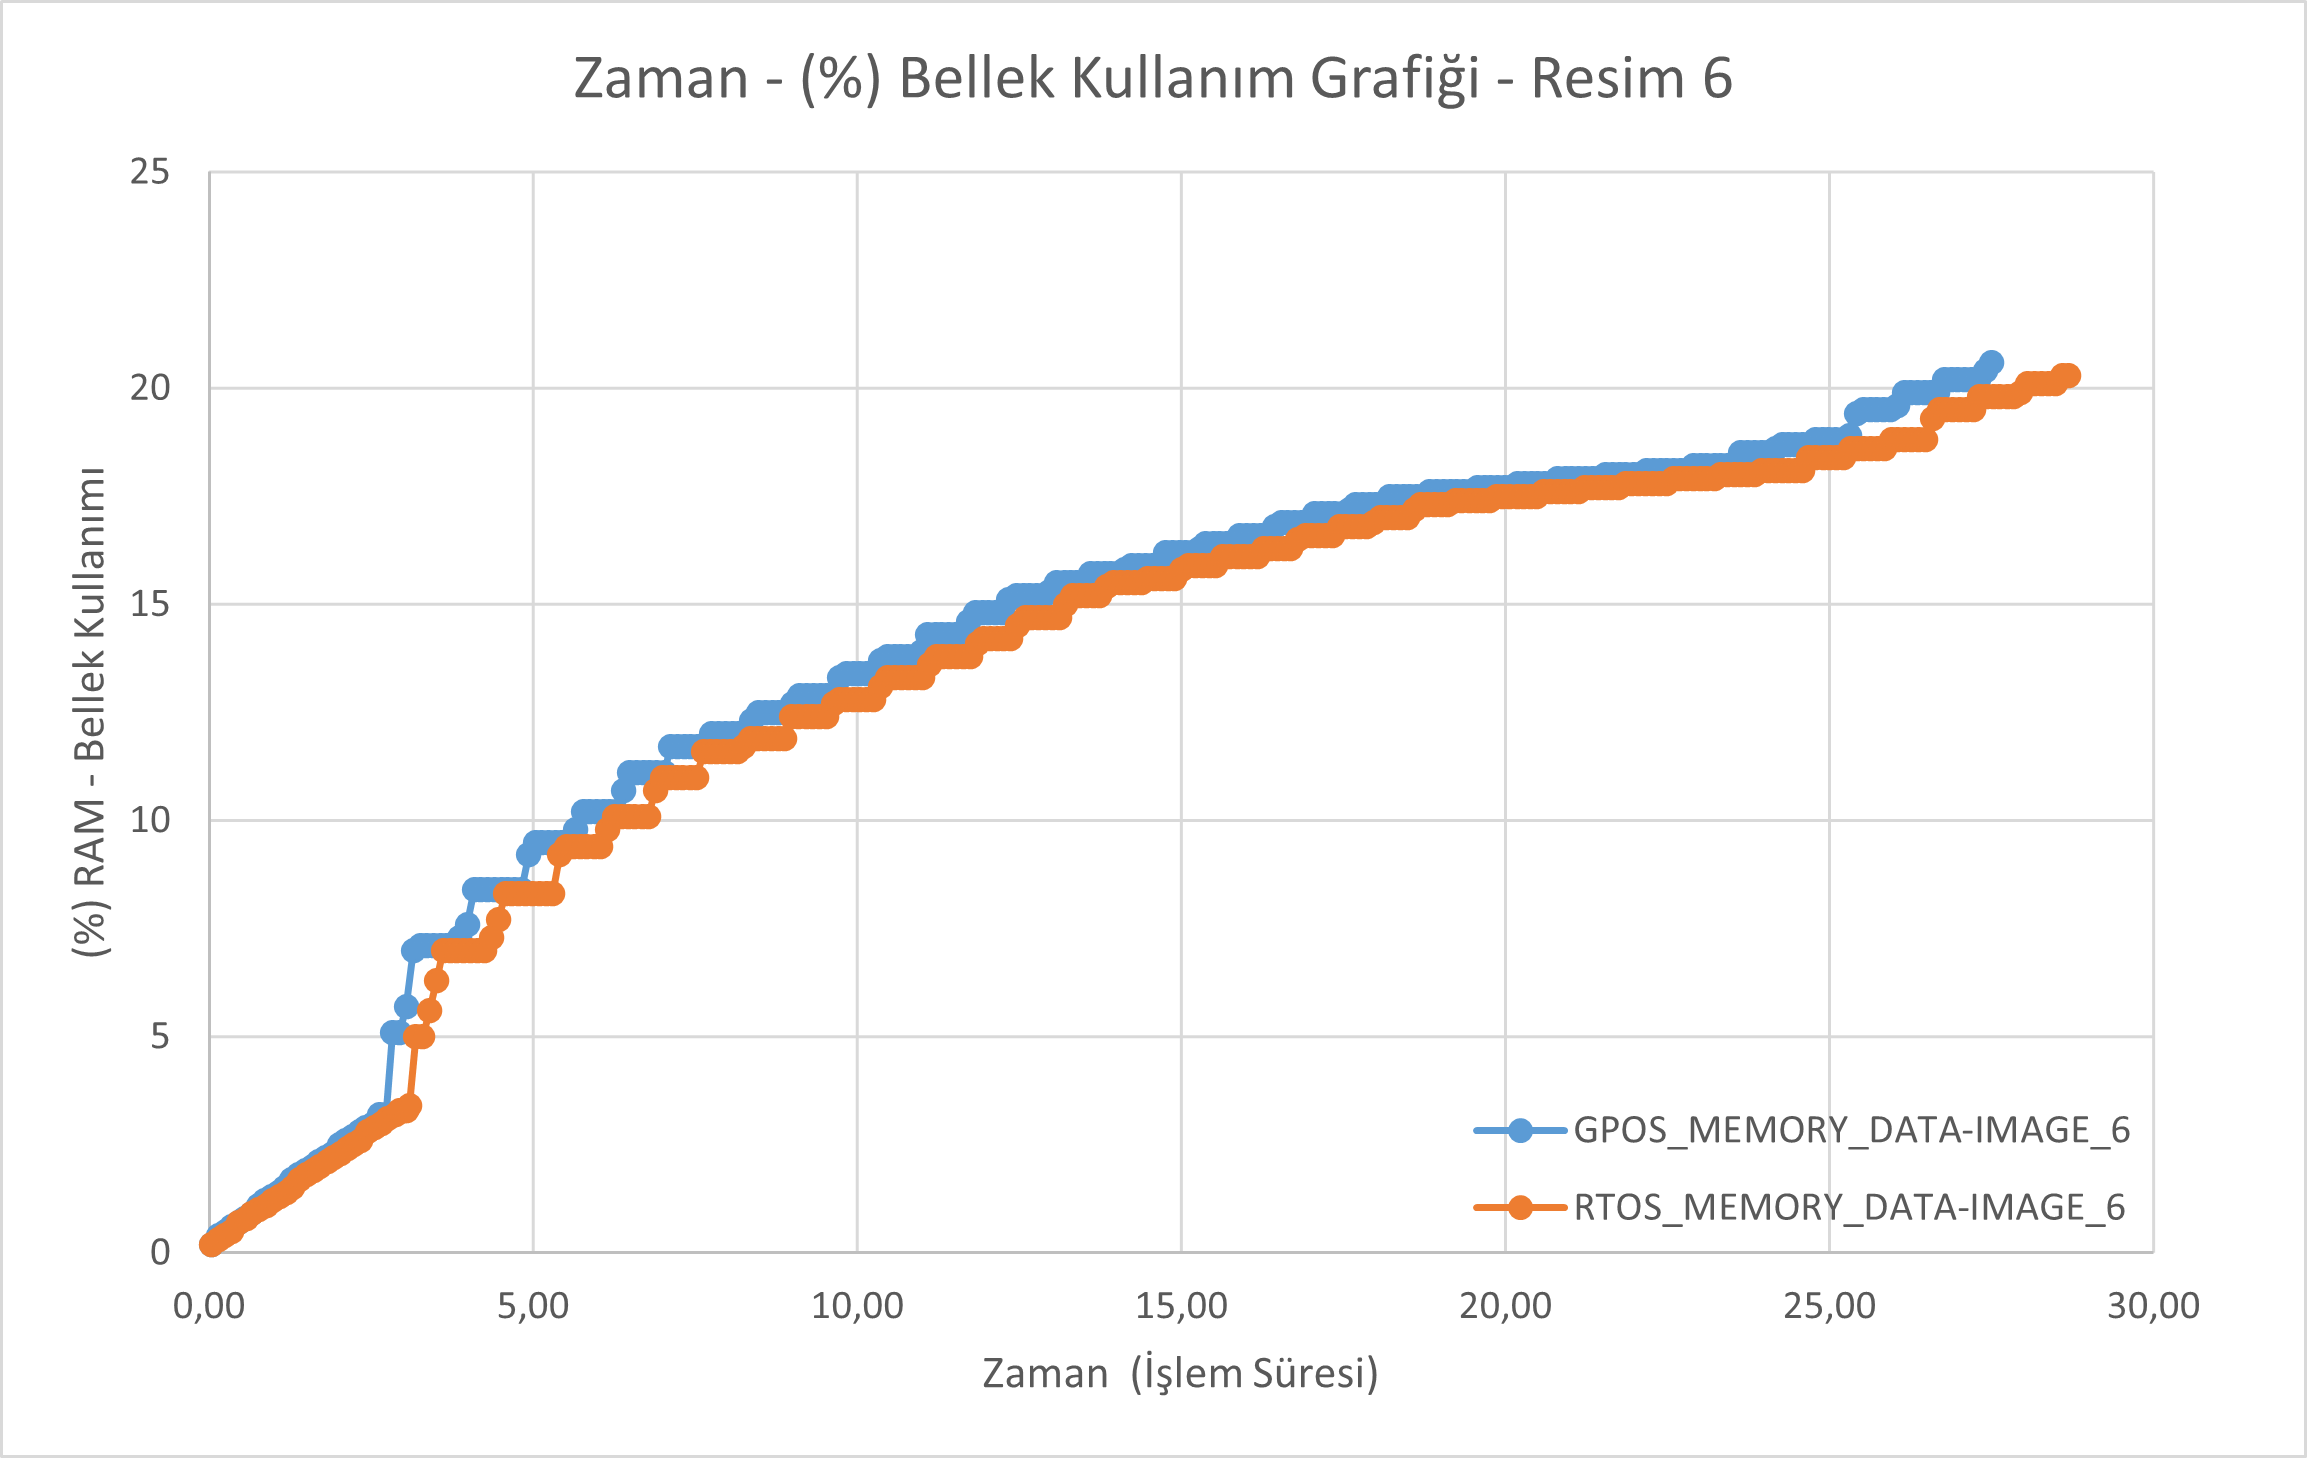 Zaman - (%) Bellek Kullanım Grafiği - Resim 6
(%) RAM - Bellek Kullanımı
25
20
15
10
5
0
0,00 5,00 10,00 15,00 20,00 25,00 30,00
Zaman (İşlem Süresi)
GPOS_MEMORY_DATA-IMAGE_6
RTOS_MEMORY_DATA-IMAGE_6